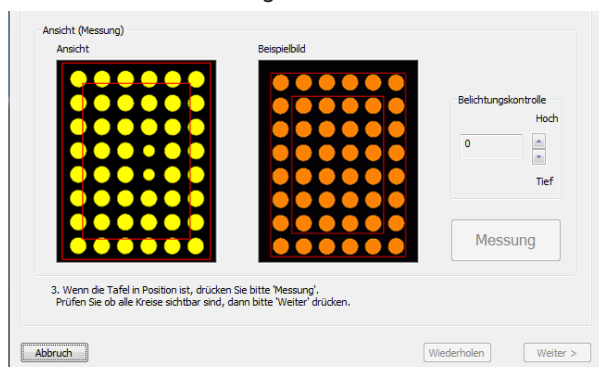 Ansicht (Messung)
Ansicht
Beispielbild
Belichtungskontrolle
Hoch
0
Tief
Messung
3. Wenn die Tafel in Position ist, drücken Sie bitte 'Messung'.
Prüfen Sie ob alle Kreise sichtbar sind, dann bitte 'Weiter' drücken.
Abbruch
Wiederholen
Weiter >